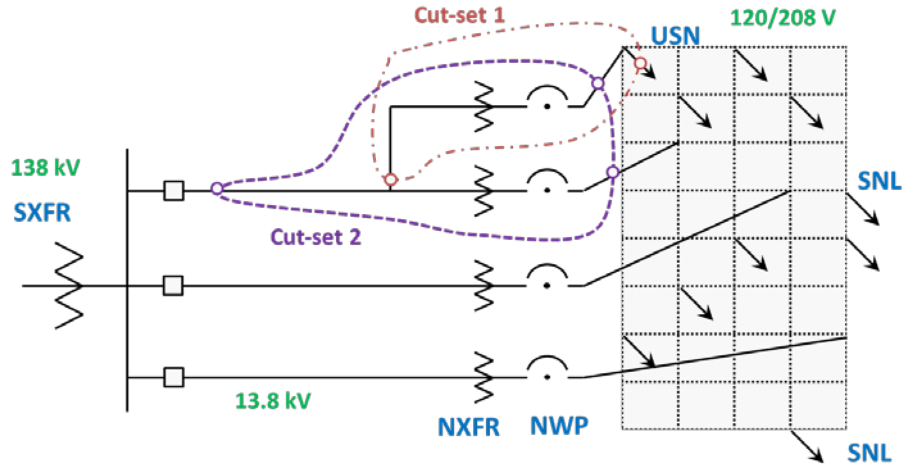 Cut-set 1
120/208 V
USN
138 kV
SXFR
SNL
Cut-set 2
13.8 kV
NXFR
NWP
SNL